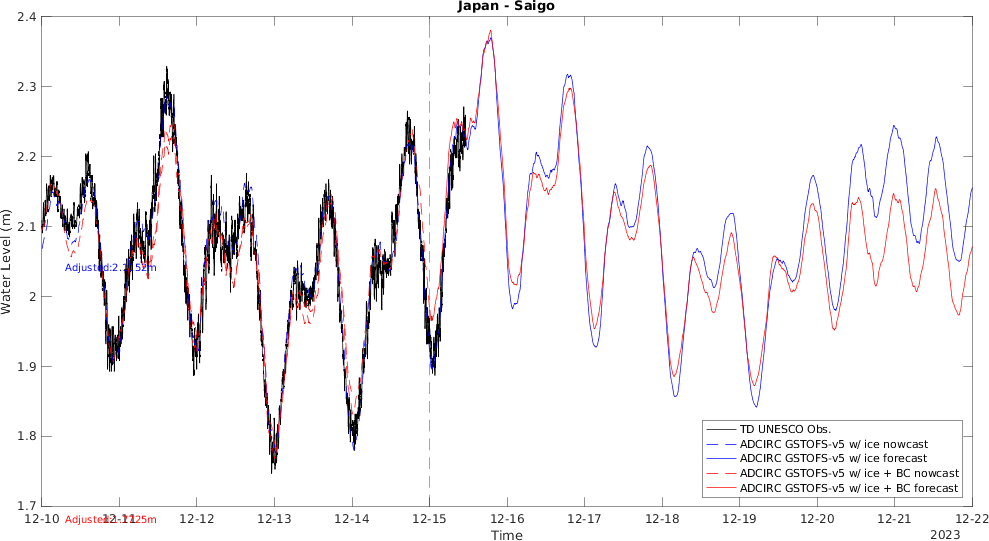 Japan - Saigo
Water Level (m)
2.4
2.3
2.2
2.1
2
1.9
1.8
1.7
TD UNESCO Obs.
ADCIRC GSTOFS-v5 w/ ice nowcast
ADCIRC GSTOFS-v5 w/ ice forecast
ADCIRC GSTOFS-v5 w/ ice + BC nowcast
ADCIRC GSTOFS-v5 w/ ice + BC forecast
12-10 12-11 12-12 12-13 12-14 12-15 12-16 12-17 12-18 12-19 12-20 12-21 12-22
Time
2023